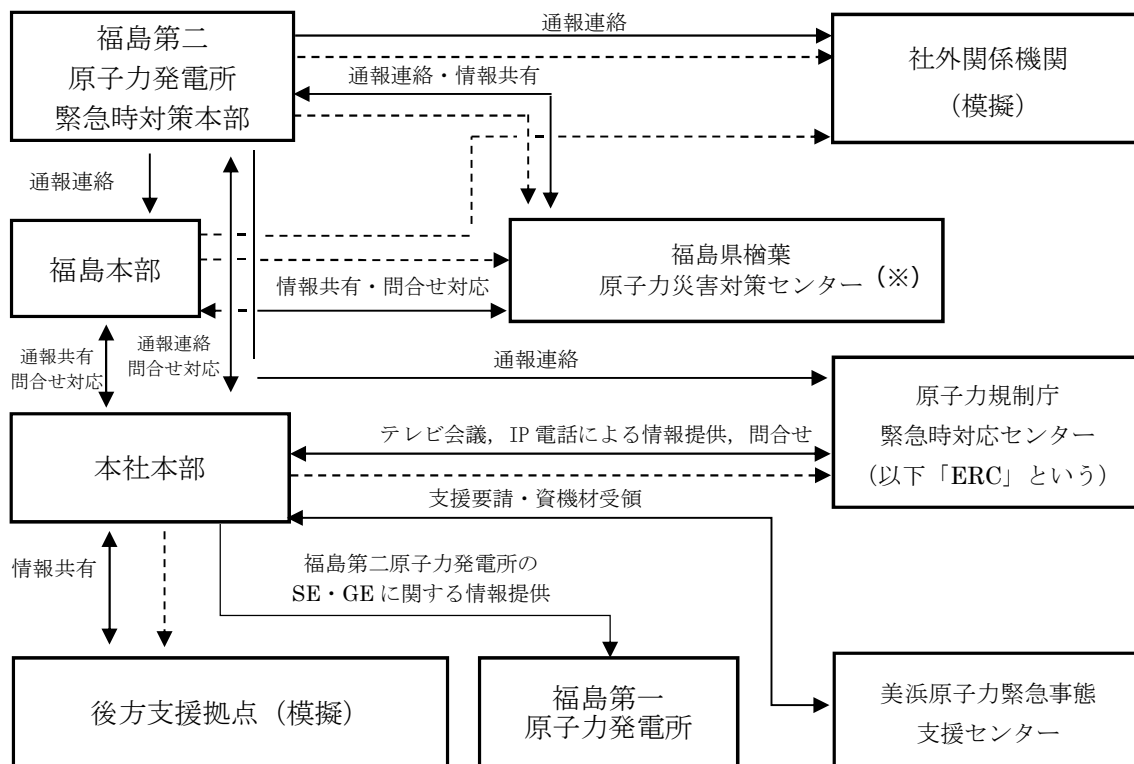 福島第二
原子力発電所
緊急時対策本部
通報連絡
社外関係機関
（模擬）
通報連絡・情報共有
通報連絡
福島本部
福島県楢葉
原子力災害対策センター（※）
情報共有・問合せ対応
通報共有
問合せ対応
通報連絡
問合せ対応
通報連絡
原子力規制庁
緊急時対応センター
（以下「ERC」という）
本社本部
テレビ会議，IP 電話による情報提供，問合せ
支援要請・資機材受領
情報共有
福島第二原子力発電所の
SE・GE に関する情報提供
後方支援拠点（模擬）
福島第一
原子力発電所
美浜原子力緊急事態
支援センター